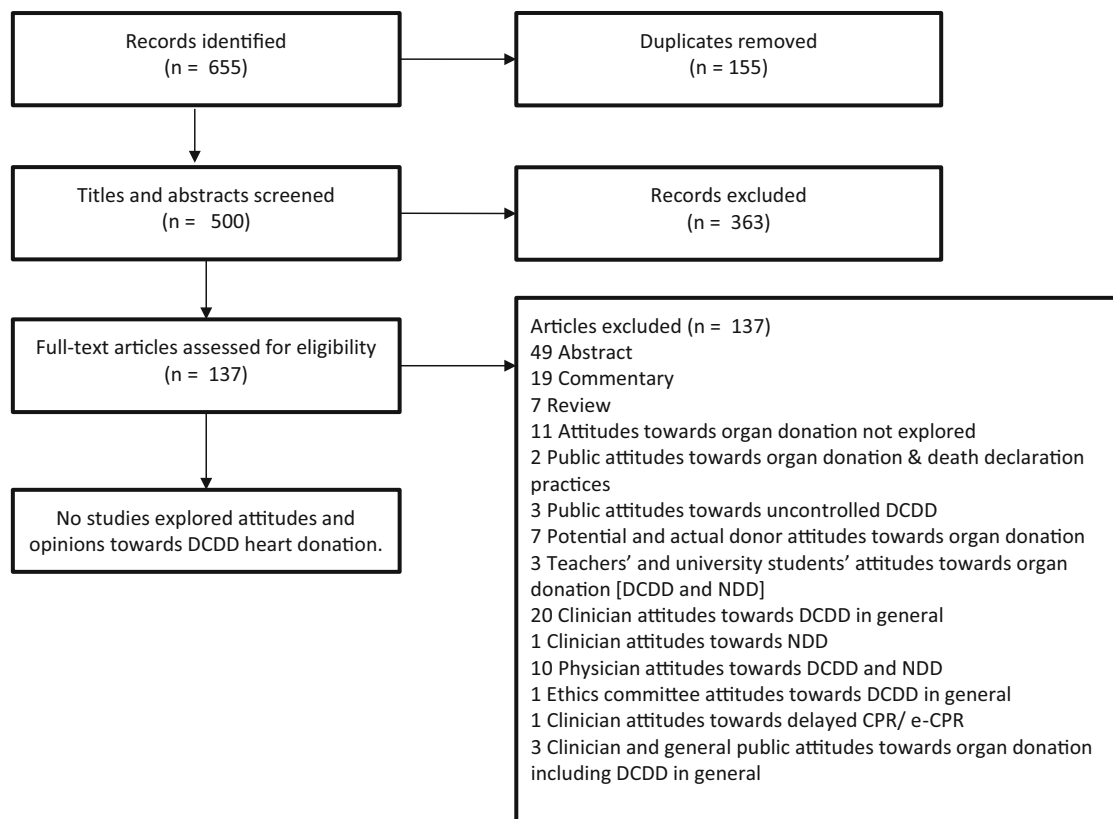 Records identified
(n = 655)
Duplicates removed
(n = 155)
Titles and abstracts screened
(n = 500)
Records excluded
(n = 363)
Full-text articles assessed for eligibility
(n = 137)
Articles excluded (n = 137)
49 Abstract
19 Commentary
7 Review
11 Attitudes towards organ donation not explored
2 Public attitudes towards organ donation & death declaration
practices
3 Public attitudes towards uncontrolled DCDD
7 Potential and actual donor attitudes towards organ donation
3 Teachers’ and university students’ attitudes towards organ
donation [DCDD and NDD]
20 Clinician attitudes towards DCDD in general
1 Clinician attitudes towards NDD
10 Physician attitudes towards DCDD and NDD
1 Ethics committee attitudes towards DCDD in general
1 Clinician attitudes towards delayed CPR/ e-CPR
3 Clinician and general public attitudes towards organ donation
including DCDD in general
No studies explored attitudes and
opinions towards DCDD heart donation.